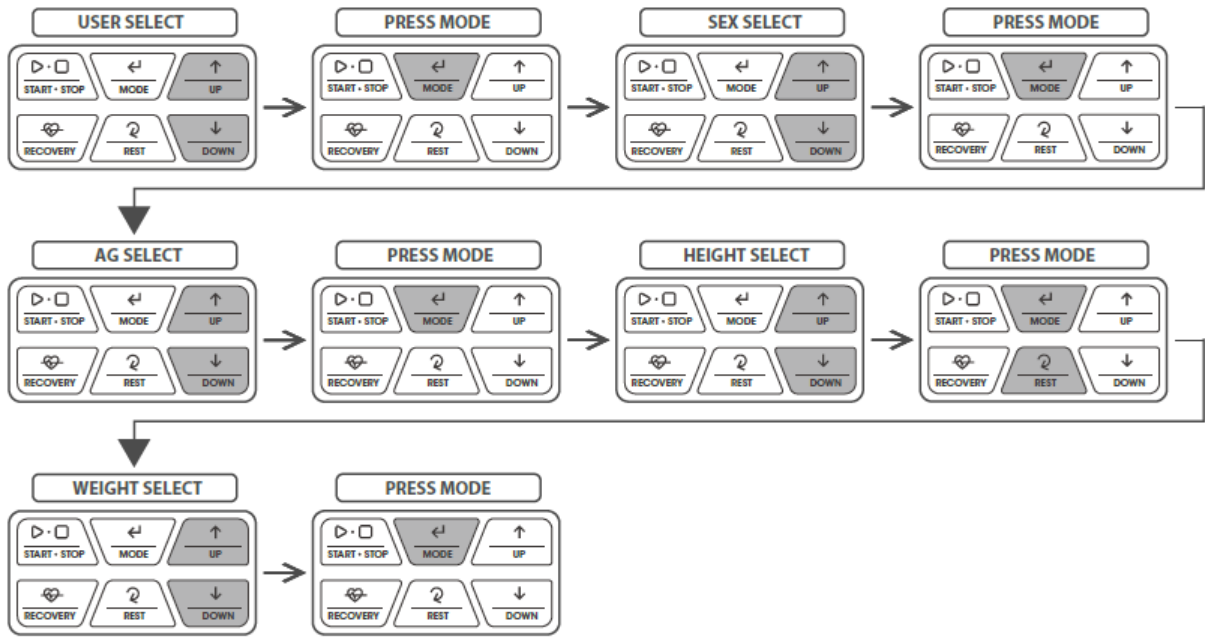 USER SELECT PRESS MODE SEX SELECT PRESS MODE
START • STOP MODE UP START • STOP MODE UP START • STOP MODE UP START • STOP MODE UP
RECOVERY REST DOWN RECOVERY REST DOWN RECOVERY REST DOWN RECOVERY REST DOWN
AG SELECT PRESS MODE HEIGHT SELECT PRESS MODE
START • STOP MODE UP START • STOP MODE UP START • STOP MODE UP START • STOP MODE UP
RECOVERY REST DOWN RECOVERY REST DOWN RECOVERY REST DOWN RECOVERY REST DOWN
WEIGHT SELECT PRESS MODE
START • STOP MODE UP START • STOP MODE UP
RECOVERY REST DOWN RECOVERY REST DOWN